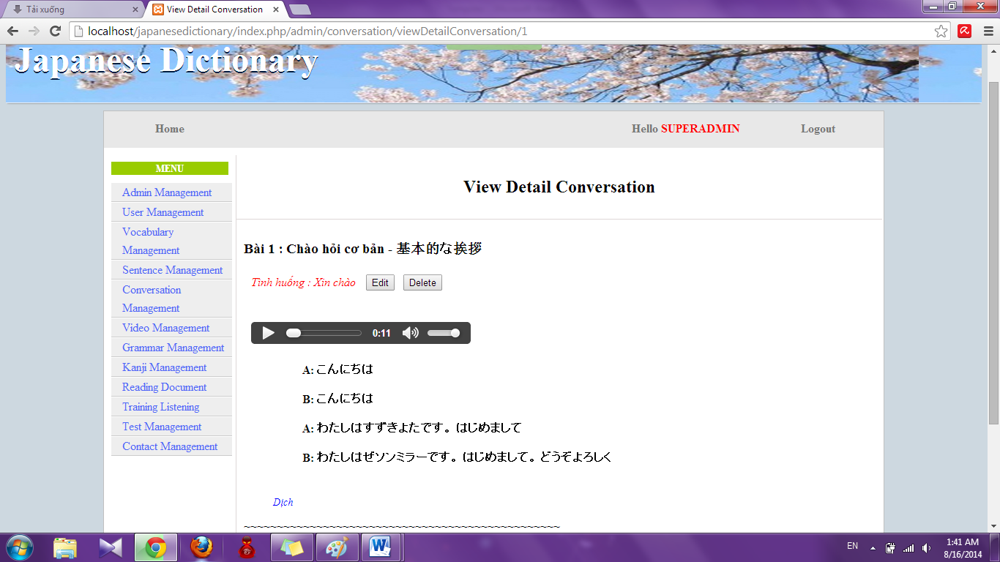 Tải xuống
View Detail Conversation
localhost/japanesedictionary/index.php/admin/conversation/viewDetailConversation/1
Japanese Dictionary
Home
Hello SUPERADMIN
Logout
MENU
Admin Management
User Management
Vocabulary
Management
Sentence Management
Conversation
Management
Video Management
Grammar Management
Kanji Management
Reading Document
Training Listening
Test Management
Contact Management
View Detail Conversation
Bài 1 : Chào hỏi cơ bản - 基本的な挨拶
Tình huống : Xin chào
Edit
Delete
0:11
A: こんにちは
B: こんにちは
A: わたしはすずきよたです。はじめまして
B: わたしはぜソンミラーです。はじめまして。どうぞよろしく
Dịch
~~~~~~~~~~~~~~~~~~~~~~~~~~~~~~~~~~~~~~~~~~~~~~~~
EN
1:41 AM
8/16/2014